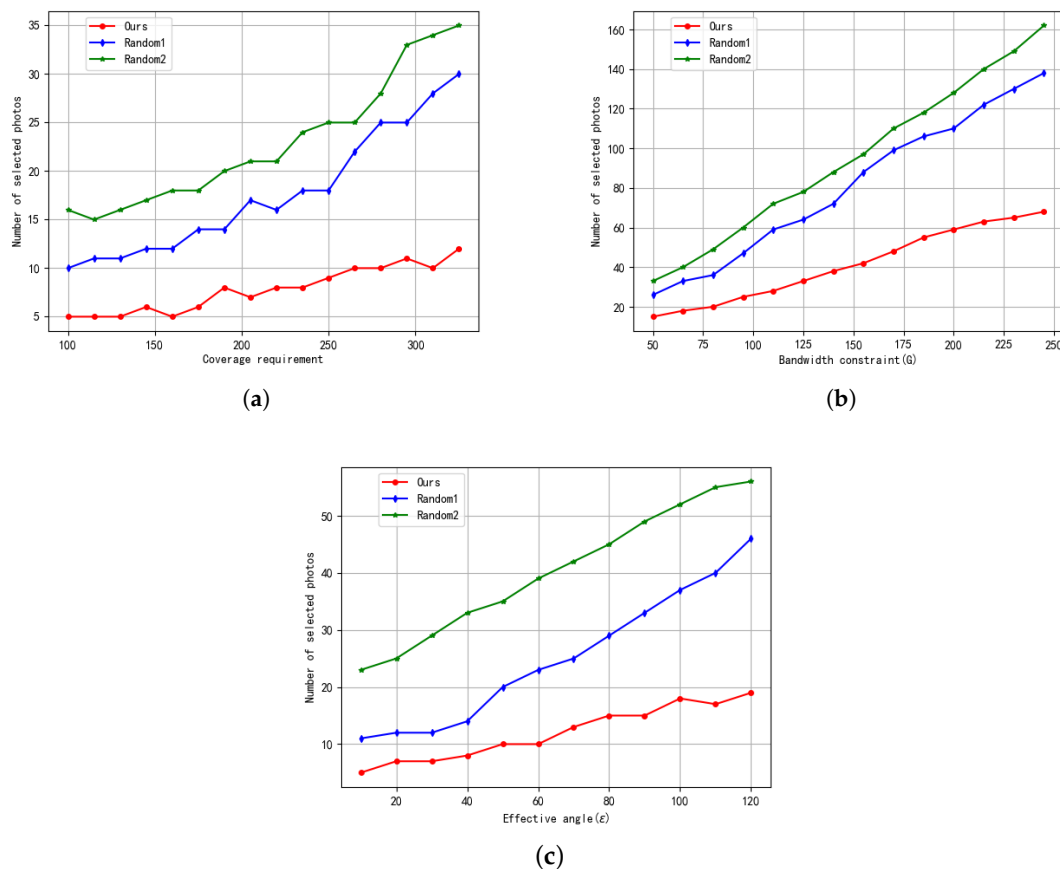 35
30
25
20
15
10
5
Number of selected photos
Ours
Random1
Random2
100
150
200
250
300
Coverage requirement
(a)
160
140
120
100
80
60
40
20
Number of selected photos
Ours
Random1
Random2
50
75
100
125
150
175
200
225
250
Bandwidth constraint(G)
(b)
50
40
30
20
10
Number of selected photos
Ours
Random1
Random2
20
40
60
80
100
120
Effective angle(ε)
(c)